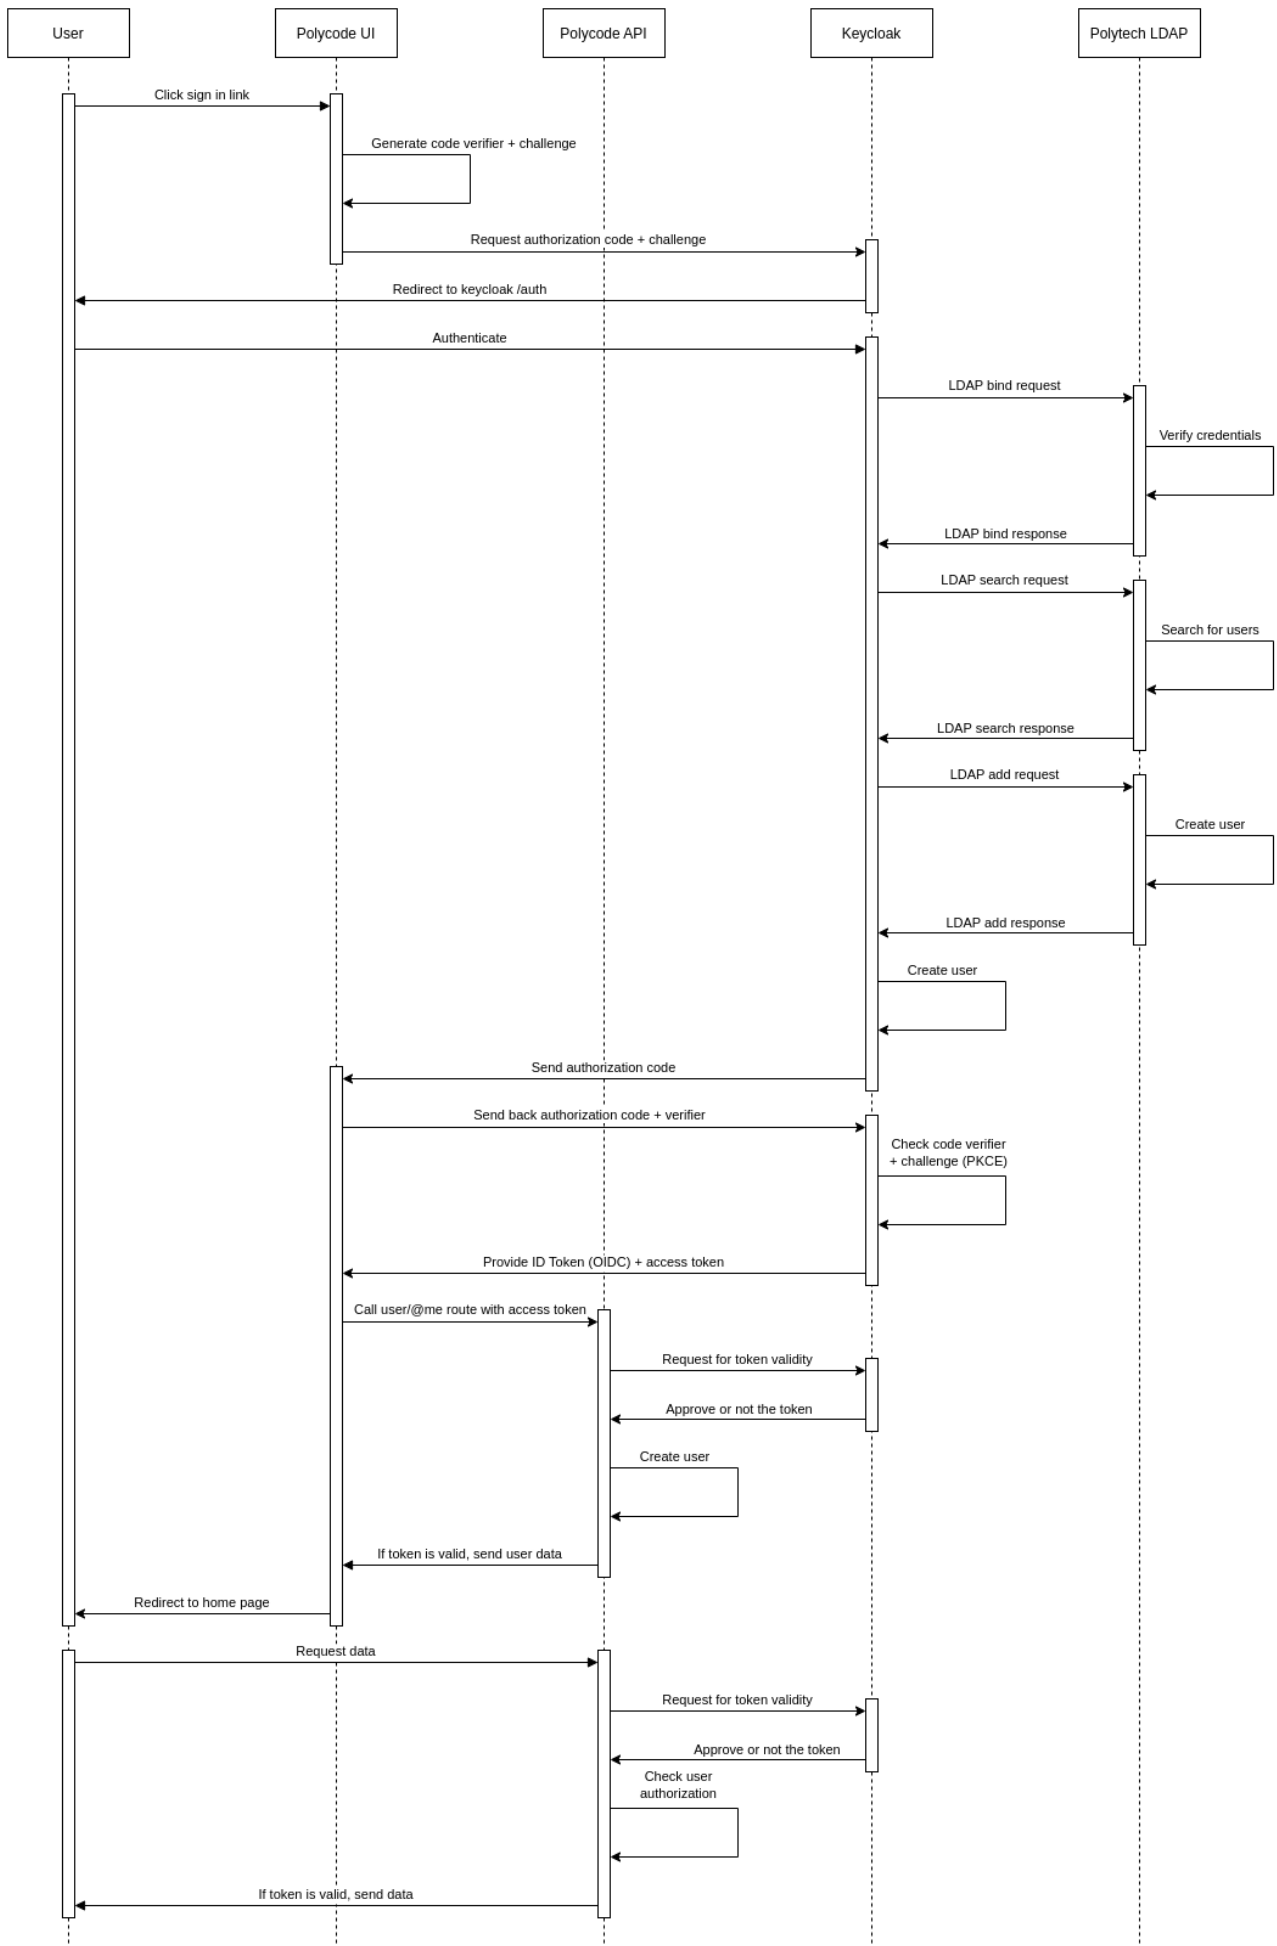 User
Polycode UI
Polycode API
Keycloak
Polytech LDAP
Click sign in link
Generate code verifier + challenge
Request authorization code + challenge
Redirect to keycloak /auth
Authenticate
LDAP bind request
Verify credentials
LDAP bind response
LDAP search request
Search for users
LDAP search response
LDAP add request
Create user
LDAP add response
Create user
Send authorization code
Send back authorization code + verifier
Check code verifier
+ challenge (PKCE)
Provide ID Token (OIDC) + access token
Call user/@me route with access token
Request for token validity
Approve or not the token
Create user
If token is valid, send user data
Redirect to home page
Request data
Request for token validity
Approve or not the token
Check user
authorization
If token is valid, send data